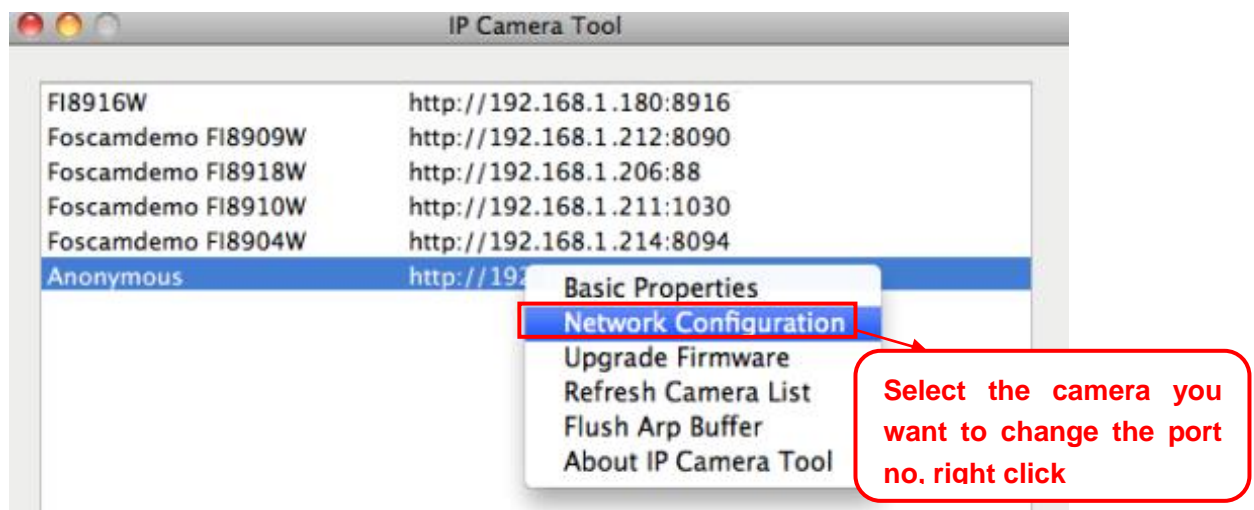 IP Camera Tool
FI8916W http://192.168.1.180:8916
Foscamdemo FI8909W http://192.168.1.212:8090
Foscamdemo FI8918W http://192.168.1.206:88
Foscamdemo FI8910W http://192.168.1.211:1030
Foscamdemo FI8904W http://192.168.1.214:8094
Anonymous http://192
Basic Properties
Network Configuration
Upgrade Firmware
Refresh Camera List
Flush Arp Buffer
About IP Camera Tool
Select the camera you
want to change the port
no, right click